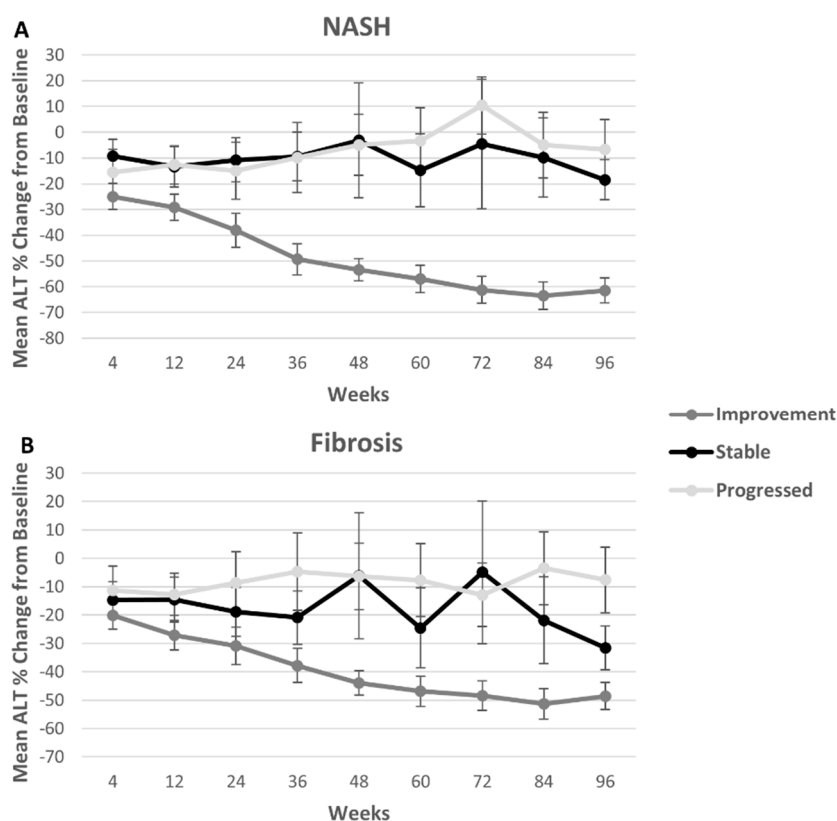 A
NASH
Mean ALT % Change from Baseline
30
20
10
0
-10
-20
-30
-40
-50
-60
-70
-80
4 12 24 36 48 60 72 84 96
Weeks
Improvement
Stable
Progressed
B
Fibrosis
Mean ALT % Change from Baseline
30
20
10
0
-10
-20
-30
-40
-50
-60
-70
4 12 24 36 48 60 72 84 96
Weeks